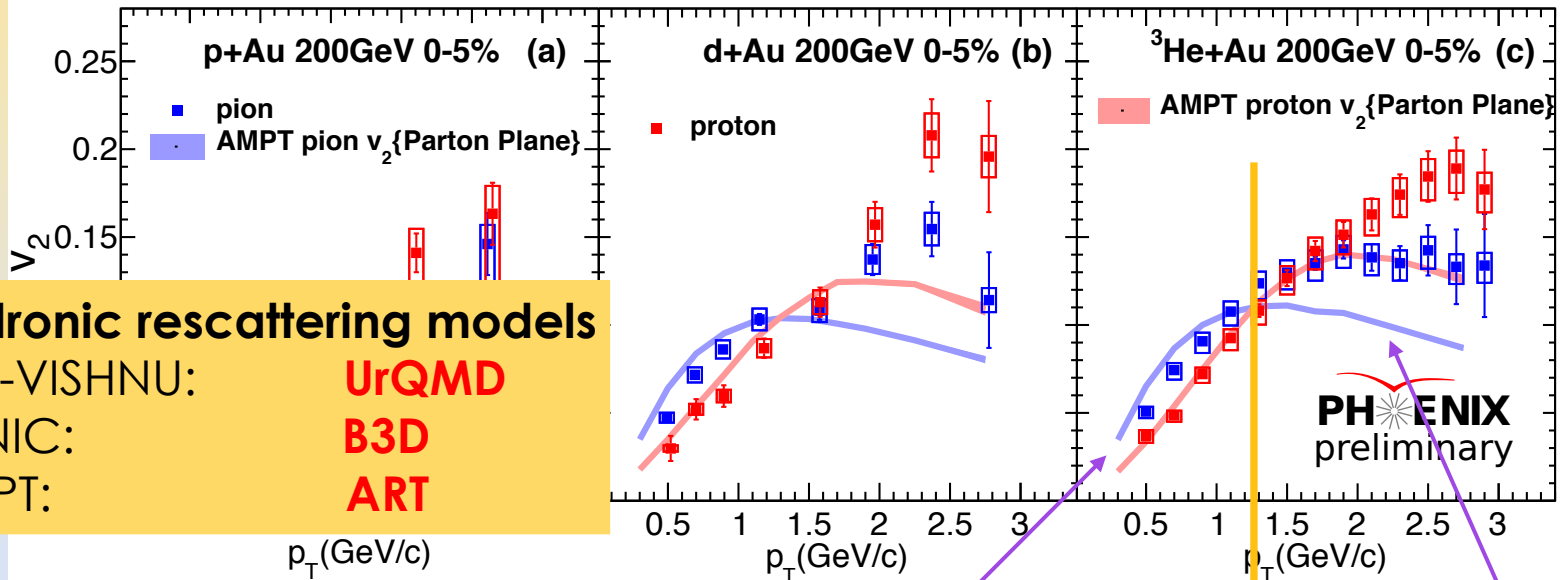 p+Au 200GeV 0-5% (a)
pion
AMPT pion v2{Parton Plane}
d+Au 200GeV 0-5% (b)
proton
3He+Au 200GeV 0-5% (c)
AMPT proton v2{Parton Plane}
0.25
0.2
0.15
v2
dronic rescattering models
-VISHNU: UrQMD
NIC: B3D
PT: ART
PHENIX
preliminary
0.5 1 1.5 2 2.5 3
0.5 1 1.5 2 2.5 3
pT(GeV/c)
pT(GeV/c)
pT(GeV/c)